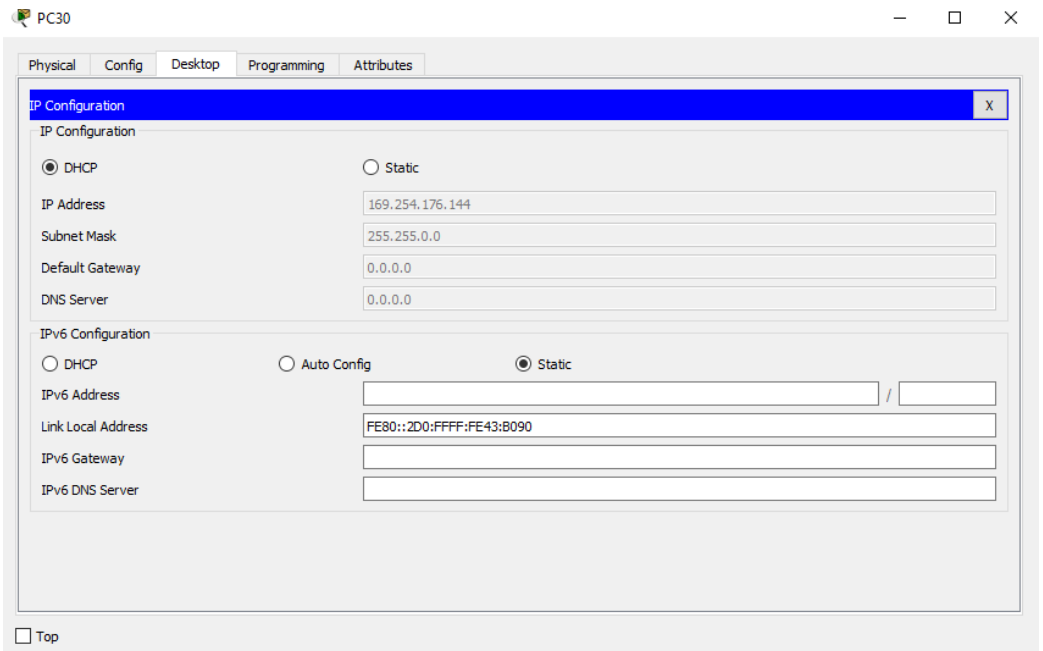 PC30
Physical Config Desktop Programming Attributes
IP Configuration X
IP Configuration
DHCP Static
IP Address 169.254.176.144
Subnet Mask 255.255.0.0
Default Gateway 0.0.0.0
DNS Server 0.0.0.0
IPv6 Configuration
DHCP Auto Config Static
IPv6 Address /
Link Local Address FE80::2D0:FFFF:FE43:B090
IPv6 Gateway
IPv6 DNS Server
Top